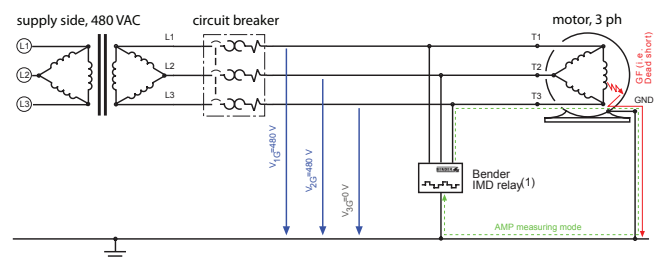 supply side, 480 VAC
circuit breaker
motor, 3 ph
L1
L2
L3
L1
L2
L3
T1
T2
T3
GF (i.e.
Dead short)
GND
V1G=480 V
V2G=480 V
V3G=0 V
BENDER
Bender
IMD relay(1)
AMP measuring mode